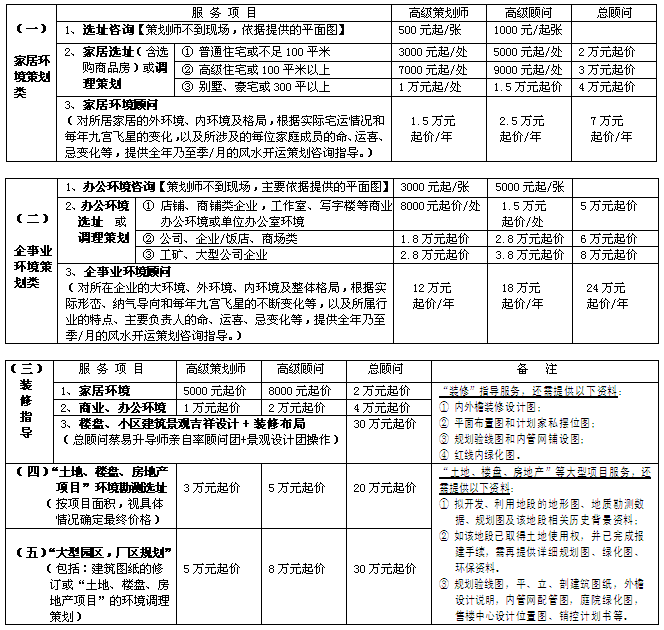 （一）
家居环
境策划
类
服 务 项 目
高级策划师
高级顾问
总顾问
1、选址咨询【策划师不到现场，依据提供的平面图】
500 元起/张
1000 元/起张
2、家居选址（含选
购商品房）或调
理策划
① 普通住宅或不足 100 平米
3000 元起/处
5000 元起/处
2 万元起价
② 高级住宅或 100 平米以上
7000 元起/处
9000 元起/处
3 万元起价
③ 别墅、豪宅或 300 平以上
1 万元起/处
1.5 万元起价
4 万元起价
3、家居环境顾问
（对所居家居的外环境、内环境及格局，根据实际宅运情况和
每年九宫飞星的变化，以及所涉及的每位家庭成员的命、运喜、
忌变化等，提供全年乃至季/月的风水开运策划咨询指导。）
1.5 万元
起价/年
2.5 万元
起价/年
7 万元
起价/年
（二）
企事业
环境策
划类
1、办公环境咨询【策划师不到现场，主要依据提供的平面图】
3000 元起/张
5000 元起/张
2、办公环境
选址 或
调理策划
① 店铺、商铺类企业，工作室、写字楼等商业
办公环境或单位办公室环境
8000 元起价/处
1.5 万元
起价/处
5 万元起价
② 公司、企业/饭店、商场类
1.8 万元起价
2.8 万元起价
6 万元起价
③ 工矿、大型公司企业
2.8 万元起价
3.8 万元起价
8 万元起价
3、企事业环境顾问
（对所在企业的大环境、外环境、内环境及整体格局，根据实
际形峦、纳气导向和每年九宫飞星的不断变化等，以及所属行
业的特点、主要负责人的命、运喜、忌变化等，提供全年乃至
季/月的风水开运策划咨询指导。）
12 万元
起价/年
18 万元
起价/年
24 万元
起价/年
（三）
装
修
指
导
服 务 项 目
高级策划师
高级顾问
总顾问
备 注
1、家居环境
5000 元起价
8000 元起价
2 万元起价
2、商业、办公环境
1 万元起价
2 万元起价
4 万元起价
3、楼盘、小区建筑景观吉祥设计＋装修布局
（总顾问蔡易升导师亲自率顾问团+景观设计团操作）
30 万元起价
“装修”指导服务，还需提供以下资料：
① 内外檐装修设计图；
② 平面布置图和计划家私摆位图；
③ 规划验线图和内管网铺设图；
④ 红线内绿化图。
（四）“土地、楼盘、房地产
项目”环境勘测选址
（按项目面积，视具体
情况确定最终价格）
3 万元起价
5 万元起价
20 万元起价
（五）“大型园区，厂区规划”
（包括：建筑图纸的修
订或“土地、楼盘、房
地产项目”的环境调理
策划）
5 万元起价
8 万元起价
30 万元起价
“土地、楼盘、房地产”等大型项目服务，还
需提供以下资料：
① 拟开发、利用地段的地形图、地质勘测数
据、规划图及该地段相关历史背景资料；
② 如该地段已取得土地使用权，并已完成报
建手续，需再提供详细规划图、绿化图、
环保资料。
③ 规划验线图，平、立、剖建筑图纸，外檐
设计说明，内管网配管图，庭院绿化图，
售楼中心设计位置图、销控计划书等。